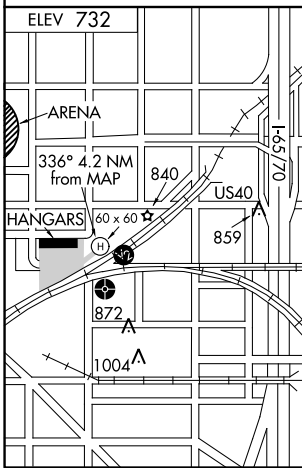 ELEV 732
ARENA
336° 4.2 NM
from MAP
840
I-65/70
US40
HANGARS
60 x 60
H
859
872
1004